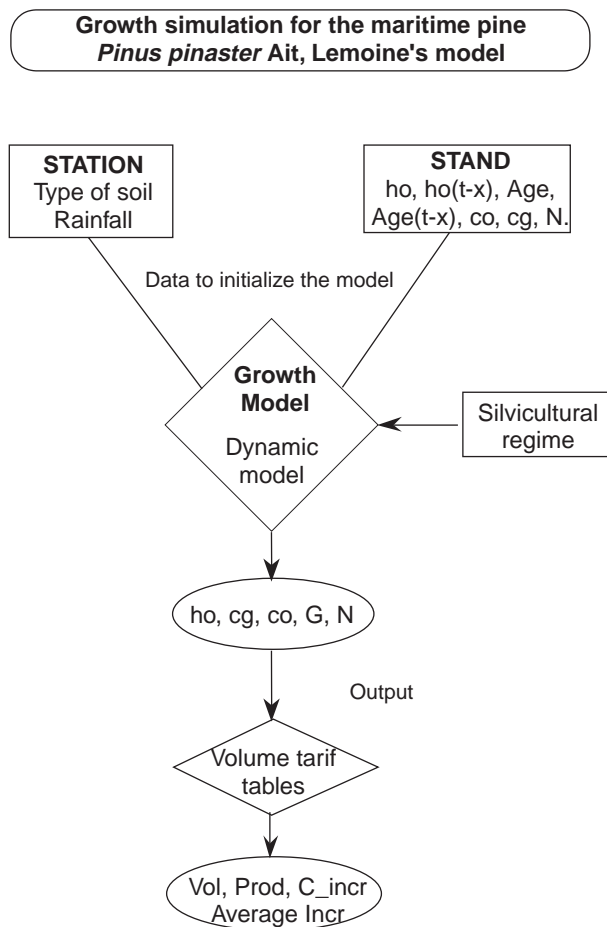 Growth simulation for the maritime pine
Pinus pinaster Ait, Lemoine's model
STATION
Type of soil
Rainfall
STAND
ho, ho(t-x), Age,
Age(t-x), co, cg, N.
Data to initialize the model
Growth
Model
Dynamic
model
Silvicultural
regime
ho, cg, co, G, N
Output
Volume tarif
tables
Vol, Prod, C_incr
Average Incr